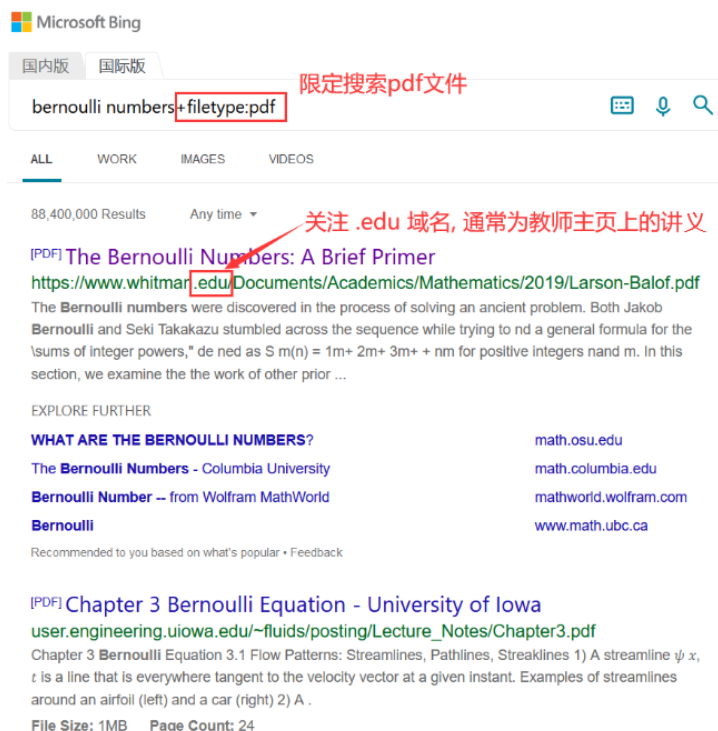 Microsoft Bing
国内版 国际版
限定搜索pdf文件
bernoulli numbers+filetype:pdf
ALL WORK IMAGES VIDEOS
88,400,000 Results Any time
关注 .edu 域名, 通常为教师主页上的讲义
[PDF] The Bernoulli Numbers: A Brief Primer
https://www.whitman.edu/Documents/Academics/Mathematics/2019/Larson-Balof.pdf
The Bernoulli numbers were discovered in the process of solving an ancient problem. Both Jakob
Bernoulli and Seki Takakazu stumbled across the sequence while trying to nd a general formula for the
\sums of integer powers," de ned as S m(n) = 1m+ 2m+ 3m+ + nm for positive integers nand m. In this
section, we examine the the work of other prior ...
EXPLORE FURTHER
WHAT ARE THE BERNOULLI NUMBERS? math.osu.edu
The Bernoulli Numbers - Columbia University math.columbia.edu
Bernoulli Number -- from Wolfram MathWorld mathworld.wolfram.com
Bernoulli www.math.ubc.ca
Recommended to you based on what's popular • Feedback
[PDF] Chapter 3 Bernoulli Equation - University of Iowa
user.engineering.uiowa.edu/~fluids/posting/Lecture_Notes/Chapter3.pdf
Chapter 3 Bernoulli Equation 3.1 Flow Patterns: Streamlines, Pathlines, Streaklines 1) A streamline 𝜓 𝑥,
𝑡 is a line that is everywhere tangent to the velocity vector at a given instant. Examples of streamlines
around an airfoil (left) and a car (right) 2) A .
File Size: 1MB Page Count: 24